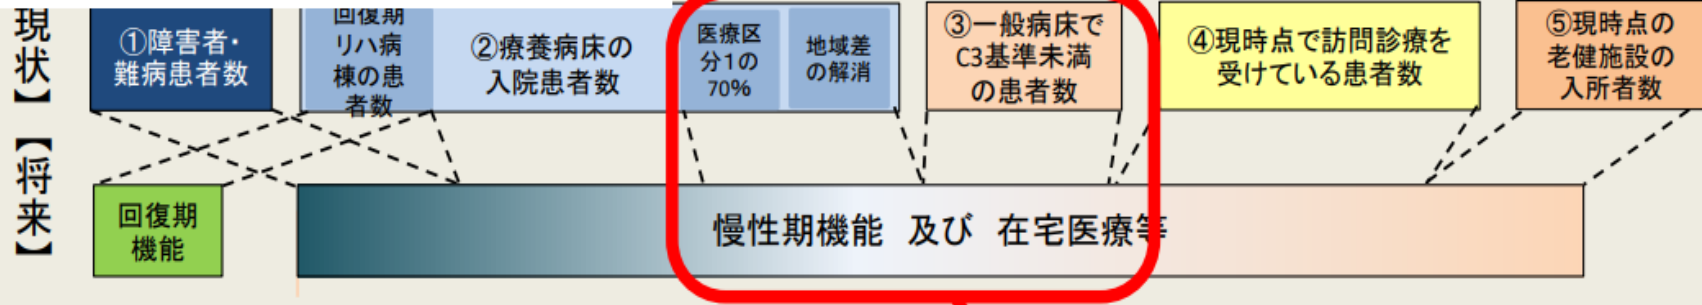 現状】
①障害者・
難病患者数
回復期
リハ病
棟の患
者数
②療養病床の
入院患者数
医療区
分1の
70%
地域差
の解消
③一般病床で
C3基準未満
の患者数
④現時点で訪問診療を
受けている患者数
⑤現時点の
老健施設の
入所者数
【将来】
回復期
機能
慢性期機能 及び 在宅医療等